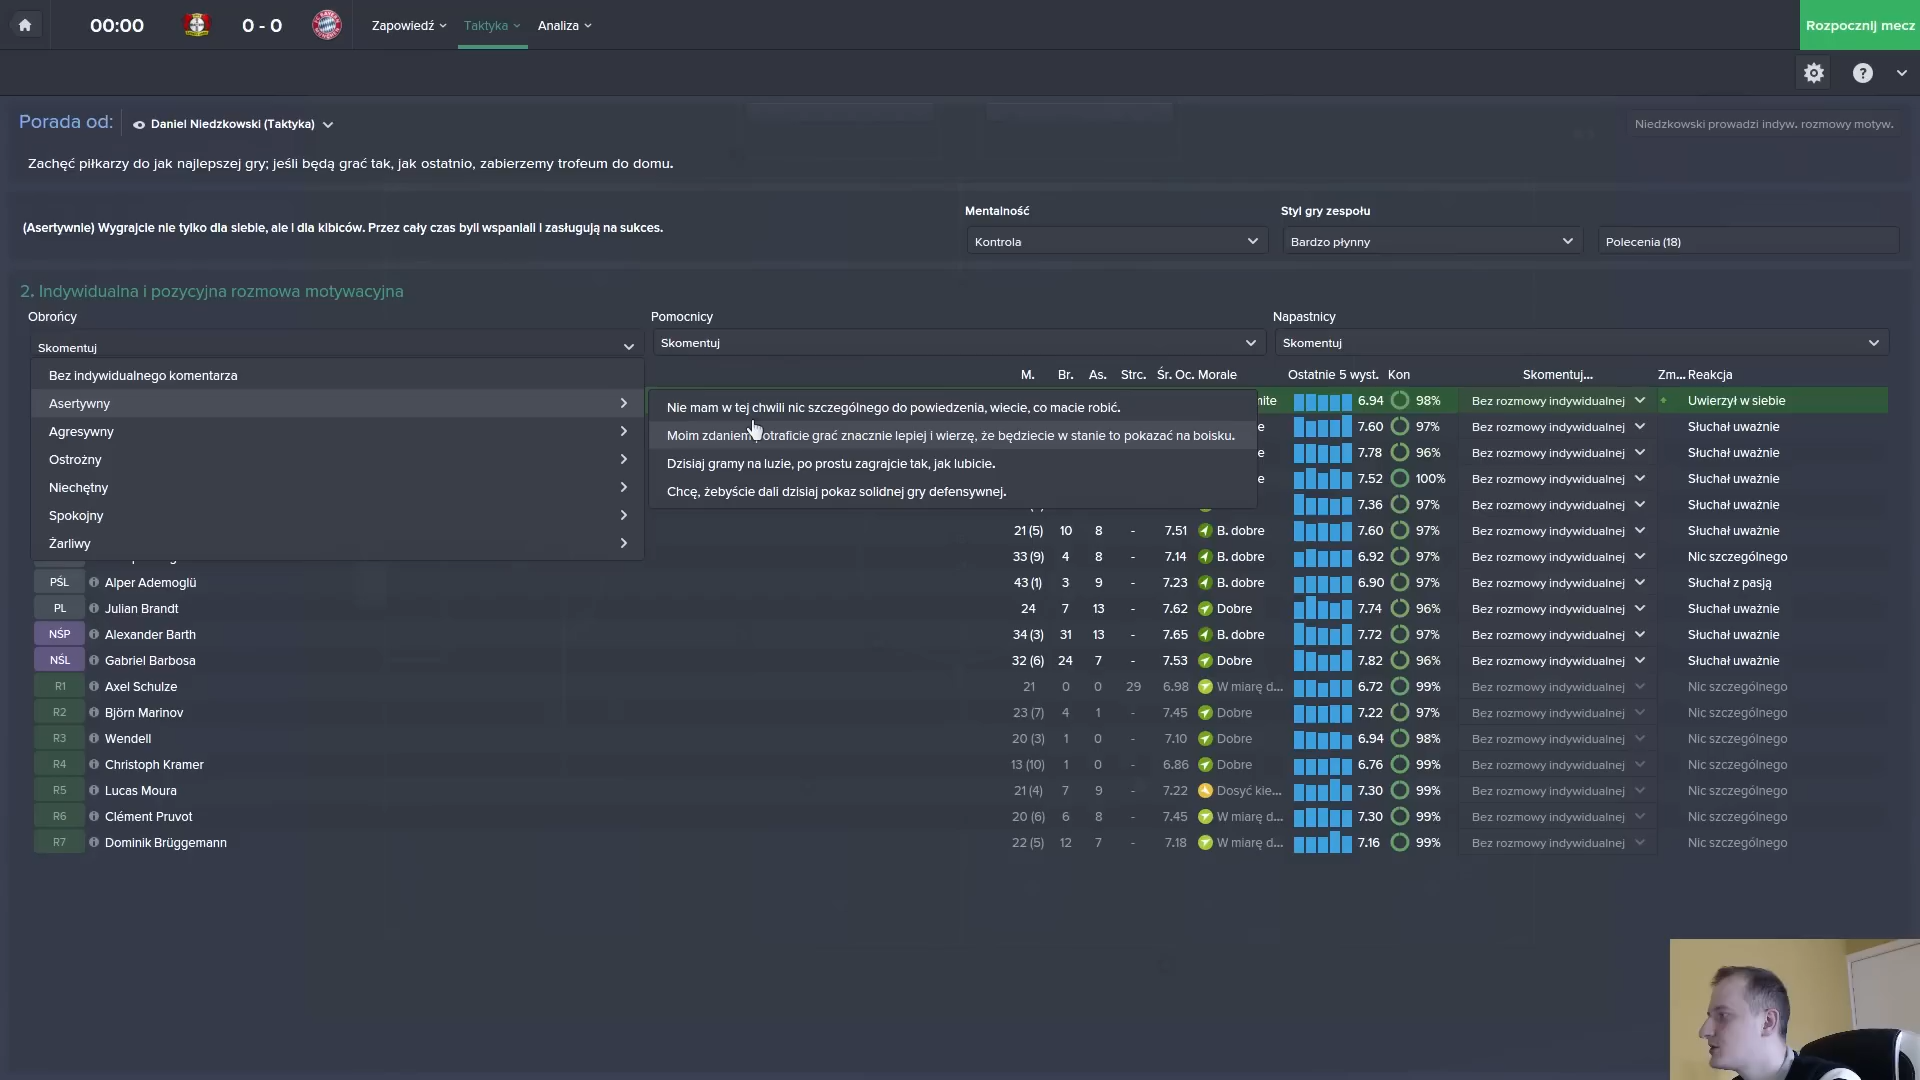 00:00
0 - 0
Zapowiedź
Taktyka
Analiza
Rozpocznij mecz
?
Porada od:
Daniel Niedzkowski (Taktyka)
Niedzkowski prowadzi indyw. rozmowy motyw.
Zachęć piłkarzy do jak najlepszej gry; jeśli będą grać tak, jak ostatnio, zabierzemy trofeum do domu.
Mentalność
Styl gry zespołu
(Asertywnie) Wygrajcie nie tylko dla siebie, ale i dla kibiców. Przez cały czas byli wspaniali i zasługują na sukces.
Kontrola
Bardzo płynny
Polecenia (18)
2. Indywidualna i pozycyjna rozmowa motywacyjna
Obrońcy
Pomocnicy
Napastnicy
Skomentuj
Skomentuj
Skomentuj
Bez indywidualnego komentarza
Asertywny
Agresywny
Ostrożny
Niechętny
Spokojny
Żarliwy
Nie mam w tej chwili nic szczególnego do powiedzenia, wiecie, co macie robić.
Moim zdaniem otraficie grać znacznie lepiej i wierzę, że będziecie w stanie to pokazać na boisku.
Dzisiaj gramy na luzie, po prostu zagrajcie tak, jak lubicie.
Chcę, żebyście dali dzisiaj pokaz solidnej gry defensywnej.
M. Br. As. Strc. Śr. Oc. Morale Ostatnie 5 wyst. Kon Skomentuj... Zm... Reakcja
6.94 98% Bez rozmowy indywidualnej Uwierzył w siebie
7.60 97% Bez rozmowy indywidualnej Słuchał uważnie
7.78 96% Bez rozmowy indywidualnej Słuchał uważnie
7.52 100% Bez rozmowy indywidualnej Słuchał uważnie
7.36 97% Bez rozmowy indywidualnej Słuchał uważnie
21 (5) 10 8 - 7.51 B. dobre 7.60 97% Bez rozmowy indywidualnej Słuchał uważnie
33 (9) 4 8 - 7.14 B. dobre 6.92 97% Bez rozmowy indywidualnej Nic szczególnego
PŚL Alper Ademoglü 43 (1) 3 9 - 7.23 B. dobre 6.90 97% Bez rozmowy indywidualnej Słuchał z pasją
PL Julian Brandt 24 7 13 - 7.62 Dobre 7.74 96% Bez rozmowy indywidualnej Słuchał uważnie
NŚP Alexander Barth 34 (3) 31 13 - 7.65 B. dobre 7.72 97% Bez rozmowy indywidualnej Słuchał uważnie
NŚL Gabriel Barbosa 32 (6) 24 7 - 7.53 Dobre 7.82 96% Bez rozmowy indywidualnej Słuchał uważnie
R1 Axel Schulze 21 0 0 29 6.98 W miarę d... 6.72 99% Bez rozmowy indywidualnej Nic szczególnego
R2 Björn Marinov 23 (7) 4 1 - 7.45 Dobre 7.22 97% Bez rozmowy indywidualnej Nic szczególnego
R3 Wendell 20 (3) 1 0 - 7.10 Dobre 6.94 98% Bez rozmowy indywidualnej Nic szczególnego
R4 Christoph Kramer 13 (10) 1 0 - 6.86 Dobre 6.76 99% Bez rozmowy indywidualnej Nic szczególnego
R5 Lucas Moura 21 (4) 7 9 - 7.22 Dosyć kie... 7.30 99% Bez rozmowy indywidualnej Nic szczególnego
R6 Clément Pruvot 20 (6) 6 8 - 7.45 W miarę d... 7.30 99% Bez rozmowy indywidualnej Nic szczególnego
R7 Dominik Brüggemann 22 (5) 12 7 - 7.18 W miarę d... 7.16 99% Bez rozmowy indywidualnej Nic szczególnego